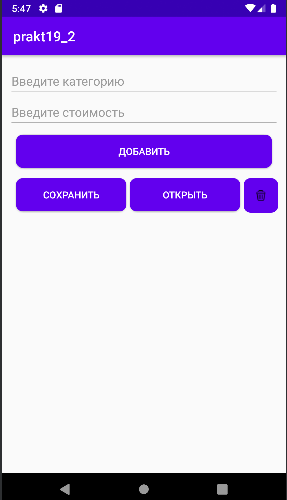 5:47
prakt19_2
Введите категорию
Введите стоимость
ДОБАВИТЬ
СОХРАНИТЬ ОТКРЫТЬ